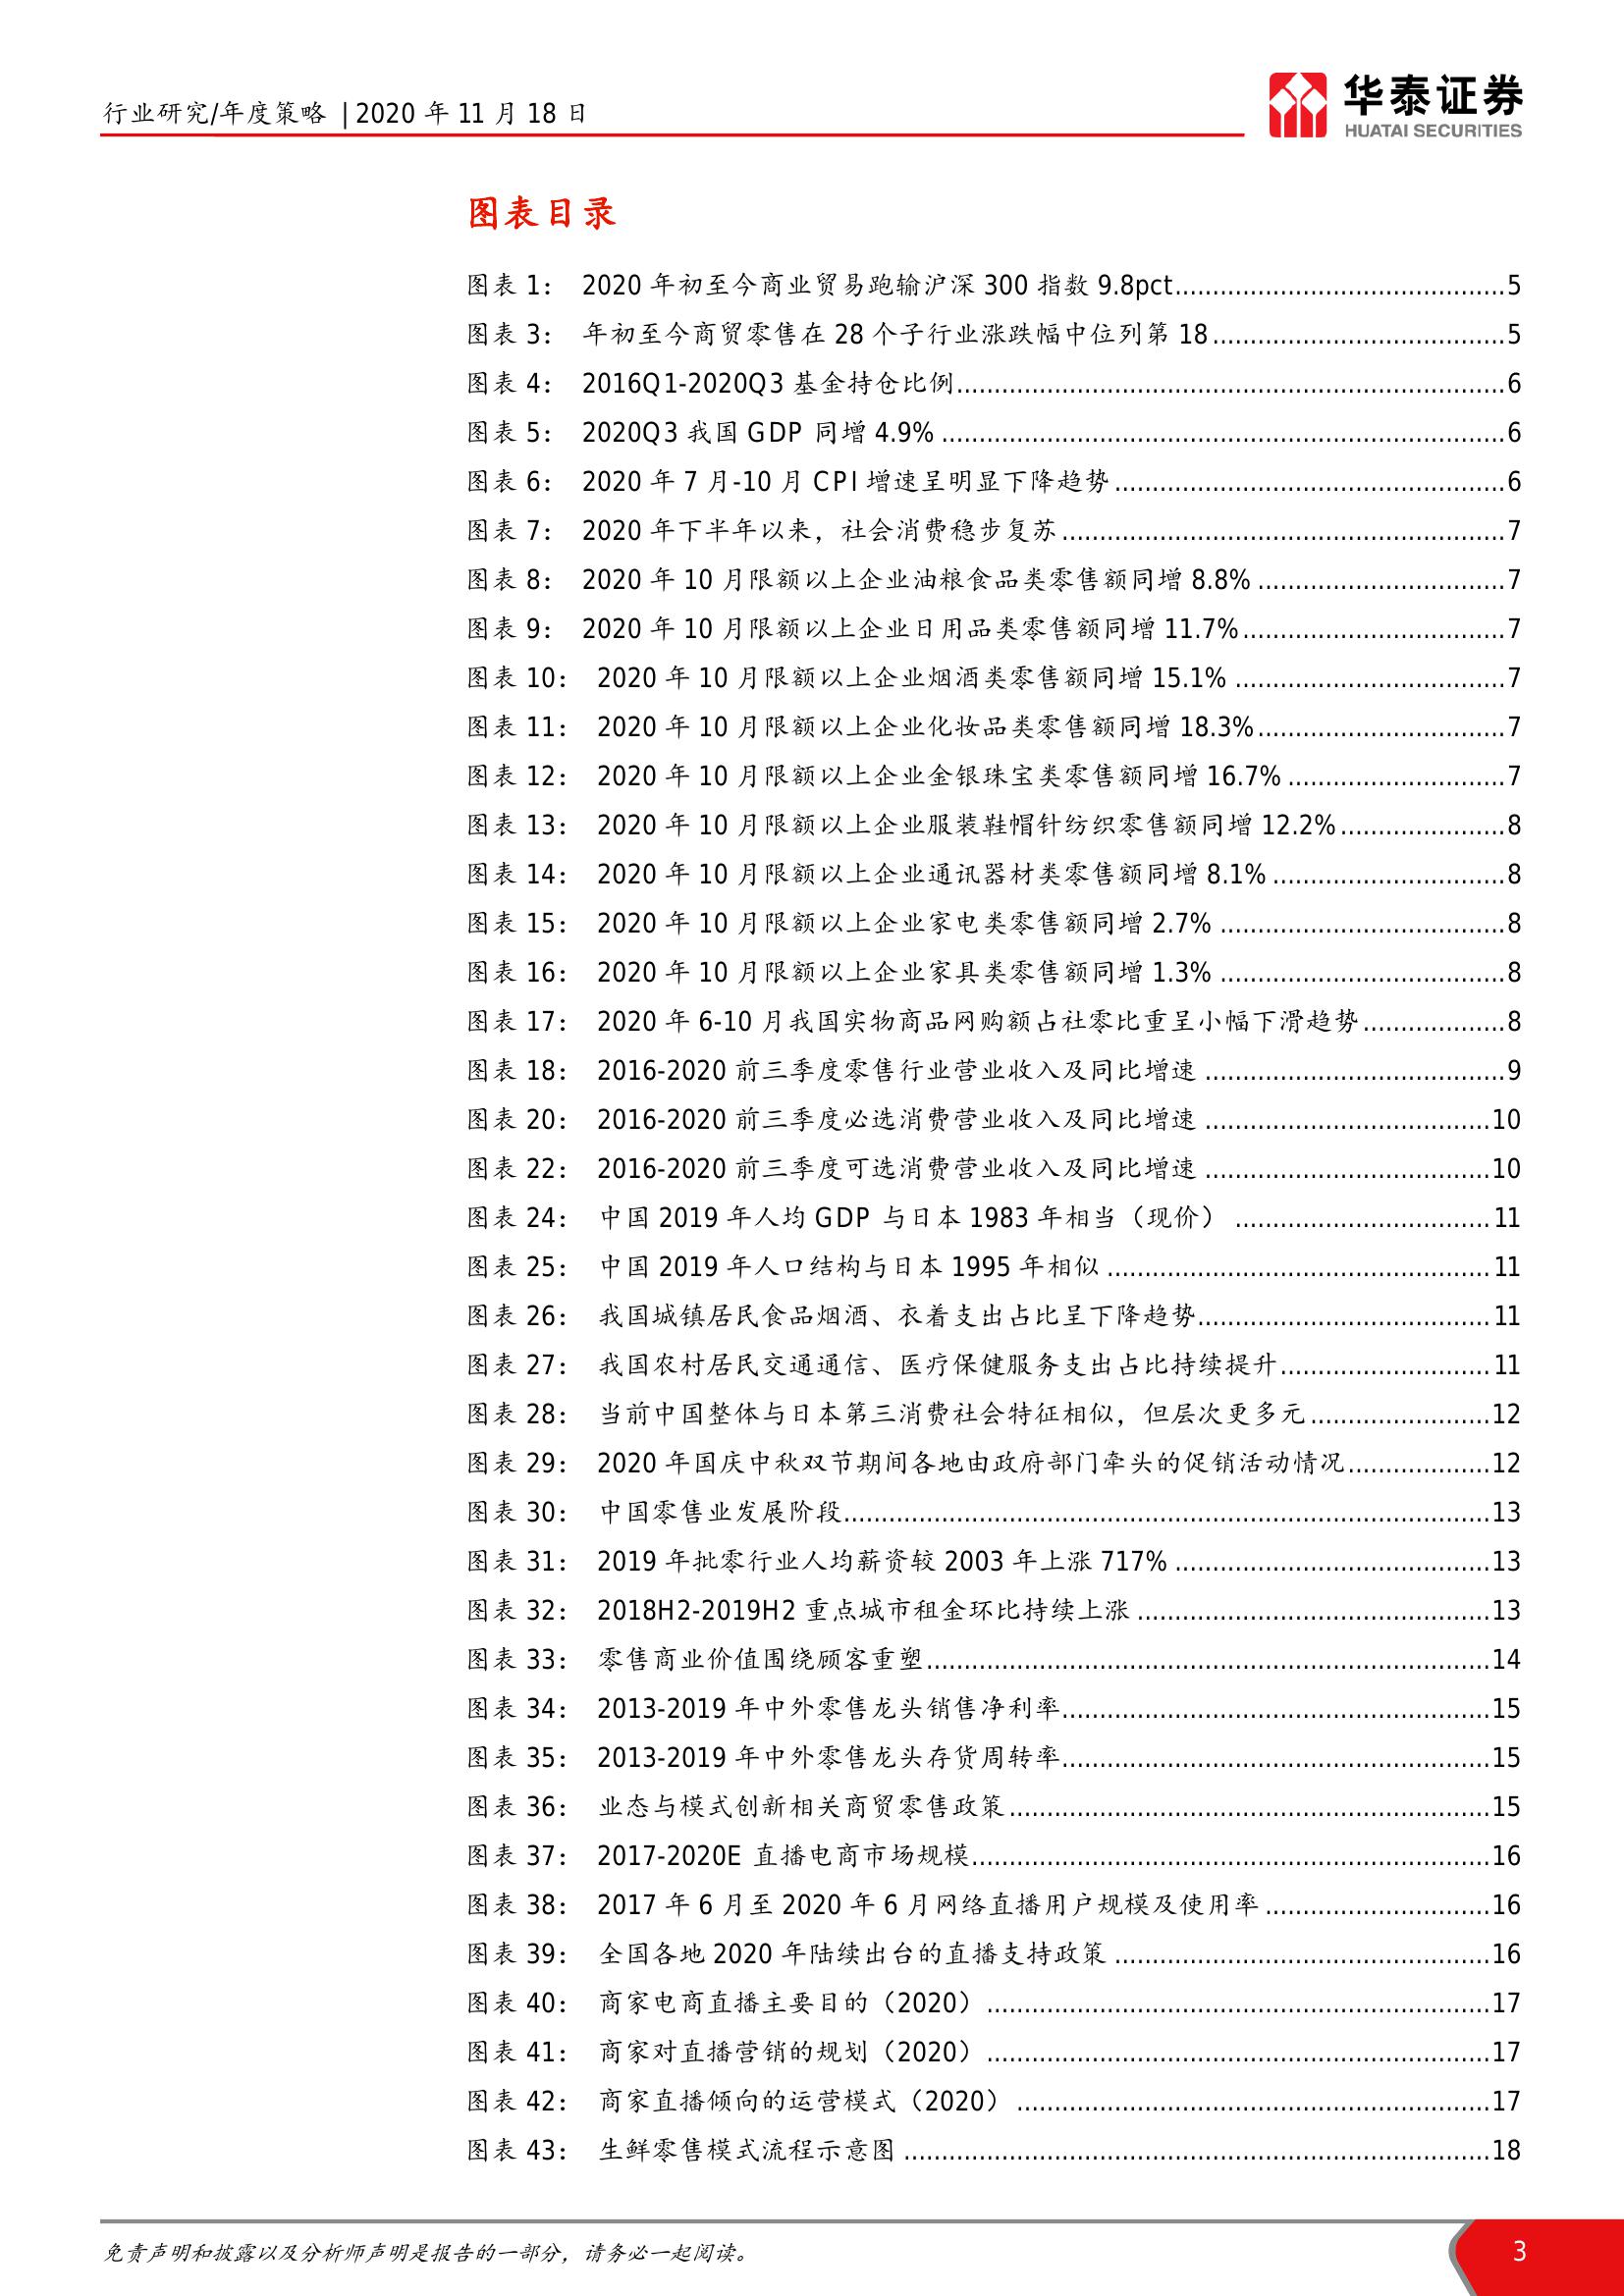 行业研究/年度策略 | 2020 年 11 月 18 日
华泰证券
HUATAI SECURITIES
图表目录
图表 1： 2020 年初至今商业贸易跑输沪深 300 指数 9.8pct............................................5
图表 3： 年初至今商贸零售在 28 个子行业涨跌幅中位列第 18.......................................5
图表 4： 2016Q1-2020Q3 基金持仓比例.........................................................................6
图表 5： 2020Q3 我国 GDP 同增 4.9% ...........................................................................6
图表 6： 2020 年 7 月-10 月 CPI 增速呈明显下降趋势....................................................6
图表 7： 2020 年下半年以来，社会消费稳步复苏...........................................................7
图表 8： 2020 年 10 月限额以上企业油粮食品类零售额同增 8.8% .................................7
图表 9： 2020 年 10 月限额以上企业日用品类零售额同增 11.7%...................................7
图表 10： 2020 年 10 月限额以上企业烟酒类零售额同增 15.1% ....................................7
图表 11： 2020 年 10 月限额以上企业化妆品类零售额同增 18.3%.................................7
图表 12： 2020 年 10 月限额以上企业金银珠宝类零售额同增 16.7% .............................7
图表 13： 2020 年 10 月限额以上企业服装鞋帽针纺织零售额同增 12.2%......................8
图表 14： 2020 年 10 月限额以上企业通讯器材类零售额同增 8.1% ...............................8
图表 15： 2020 年 10 月限额以上企业家电类零售额同增 2.7% ......................................8
图表 16： 2020 年 10 月限额以上企业家具类零售额同增 1.3% ......................................8
图表 17： 2020 年 6-10 月我国实物商品网购额占社零比重呈小幅下滑趋势...................8
图表 18： 2016-2020 前三季度零售行业营业收入及同比增速 ........................................9
图表 20： 2016-2020 前三季度必选消费营业收入及同比增速 ......................................10
图表 22： 2016-2020 前三季度可选消费营业收入及同比增速 ......................................10
图表 24： 中国 2019 年人均 GDP 与日本 1983 年相当（现价） ..................................11
图表 25： 中国 2019 年人口结构与日本 1995 年相似 ...................................................11
图表 26： 我国城镇居民食品烟酒、衣着支出占比呈下降趋势.......................................11
图表 27： 我国农村居民交通通信、医疗保健服务支出占比持续提升............................11
图表 28： 当前中国整体与日本第三消费社会特征相似，但层次更多元........................12
图表 29： 2020 年国庆中秋双节期间各地由政府部门牵头的促销活动情况...................12
图表 30： 中国零售业发展阶段......................................................................................13
图表 31： 2019 年批零行业人均薪资较 2003 年上涨 717% ..........................................13
图表 32： 2018H2-2019H2 重点城市租金环比持续上涨 ...............................................13
图表 33： 零售商业价值围绕顾客重塑...........................................................................14
图表 34： 2013-2019 年中外零售龙头销售净利率.........................................................15
图表 35： 2013-2019 年中外零售龙头存货周转率.........................................................15
图表 36： 业态与模式创新相关商贸零售政策................................................................15
图表 37： 2017-2020E 直播电商市场规模.....................................................................16
图表 38： 2017 年 6 月至 2020 年 6 月网络直播用户规模及使用率..............................16
图表 39： 全国各地 2020 年陆续出台的直播支持政策 ..................................................16
图表 40： 商家电商直播主要目的（2020）...................................................................17
图表 41： 商家对直播营销的规划（2020）...................................................................17
图表 42： 商家直播倾向的运营模式（2020） ...............................................................17
图表 43： 生鲜零售模式流程示意图 ..............................................................................18
免责声明和披露以及分析师声明是报告的一部分，请务必一起阅读。
3